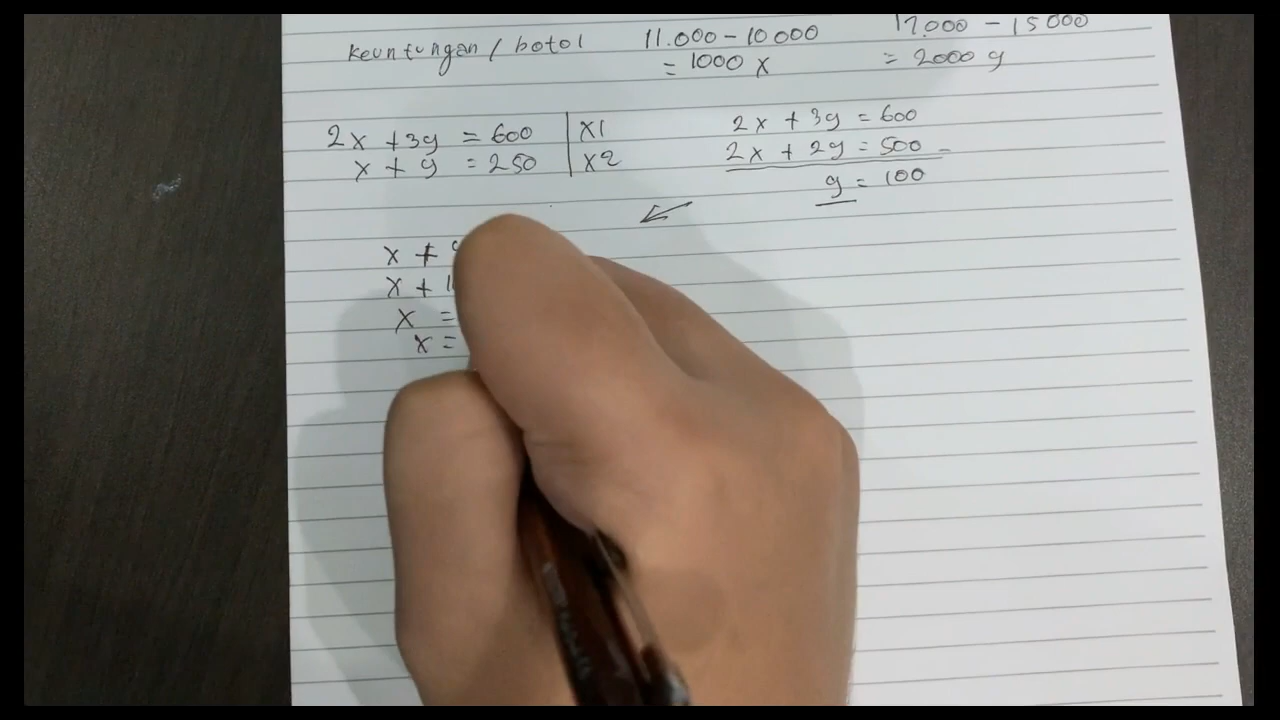 Keuntungan / botol 11.000 - 10 000 17.000 - 15 000
= 1000 x = 2000 y
2x + 3y = 600 x1 2x + 3y = 600
x + y = 250 x2 2x + 2y = 500 -
y = 100
x +
x + 1
x =
x =